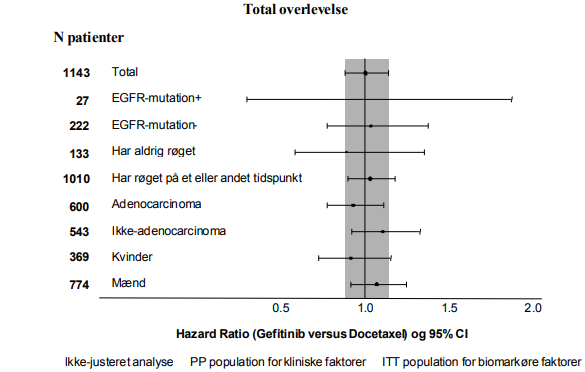 Total overlevelse
N patienter
1143 Total
27 EGFR-mutation+
222 EGFR-mutation-
133 Har aldrig røget
1010 Har røget på et eller andet tidspunkt
600 Adenocarcinoma
543 Ikke-adenocarcinoma
369 Kvinder
774 Mænd
0.5 1.0 1.5 2.0
Hazard Ratio (Gefitinib versus Docetaxel) og 95% CI
Ikke-justeret analyse PP population for kliniske faktorer ITT population for biomarkøre faktorer